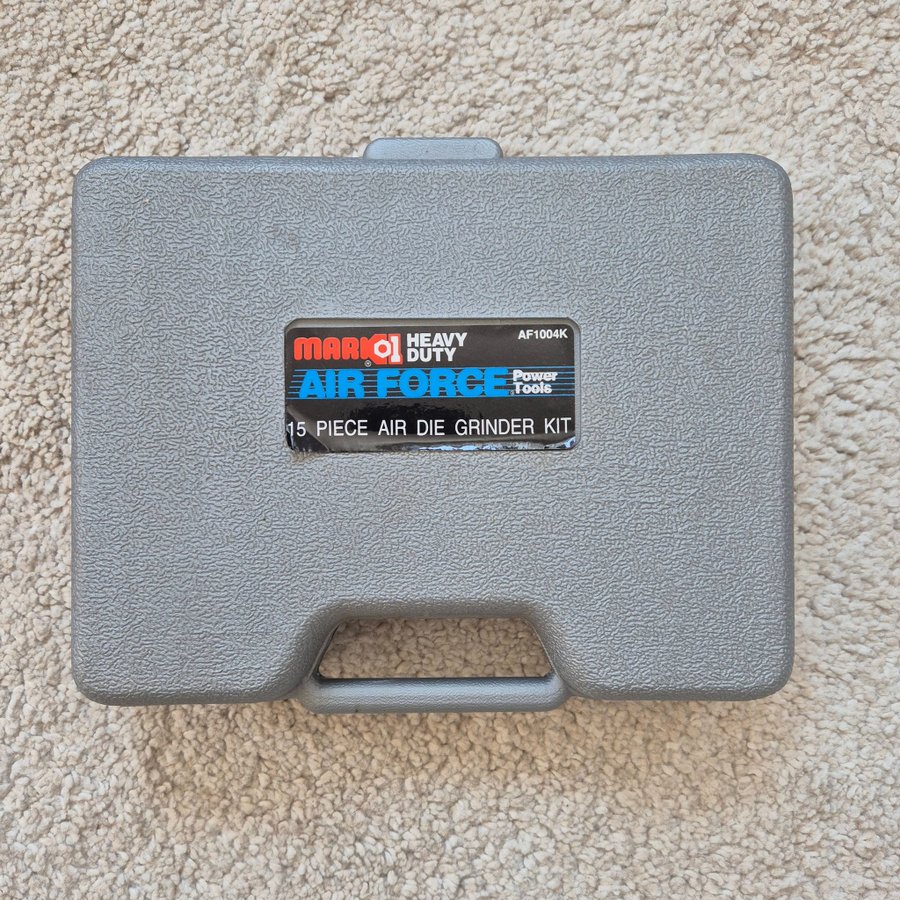 MARK 1® HEAVY DUTY AF1004K
AIR FORCE® Power Tools
15 PIECE AIR DIE GRINDER KIT